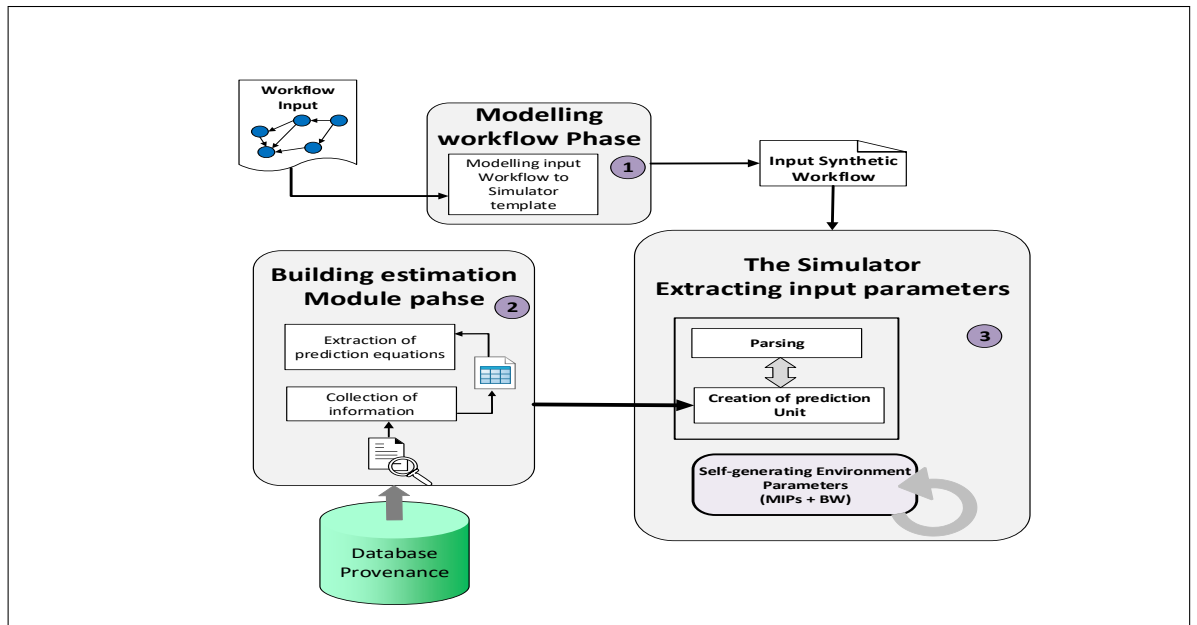 Workflow
Input
Modelling
workflow Phase
Modelling input
Workflow to
Simulator
template
1
Input Synthetic
Workflow
Building estimation
Module pahse
2
Extraction of
prediction equations
Collection of
information
Database
Provenance
The Simulator
Extracting input parameters
3
Parsing
Creation of prediction
Unit
Self-generating Environment
Parameters
(MIPs + BW)